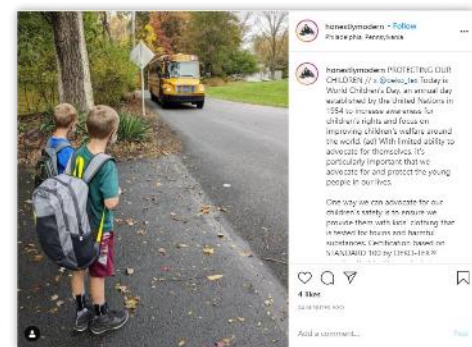 honestlymodern • Follow
Philadelphia, Pennsylvania
honestlymodern PROTECTING OUR
CHILDREN // x @oeko_tex Today is
World Children's Day, an annual day
established by the United Nations in
1954 to increase awareness for
children's rights and focus on
improving children's welfare around
the world. (ad) With limited ability to
advocate for themselves, it's
particularly important that we
advocate for and protect the young
people in our lives.
One way we can advocate for our
children's safety is to ensure we
provide them with kids' clothing that
is tested for toxins and harmful
substances. Certification based on
STANDARD 100 by OEKO-TEX®
4 likes
Add a comment...
Post